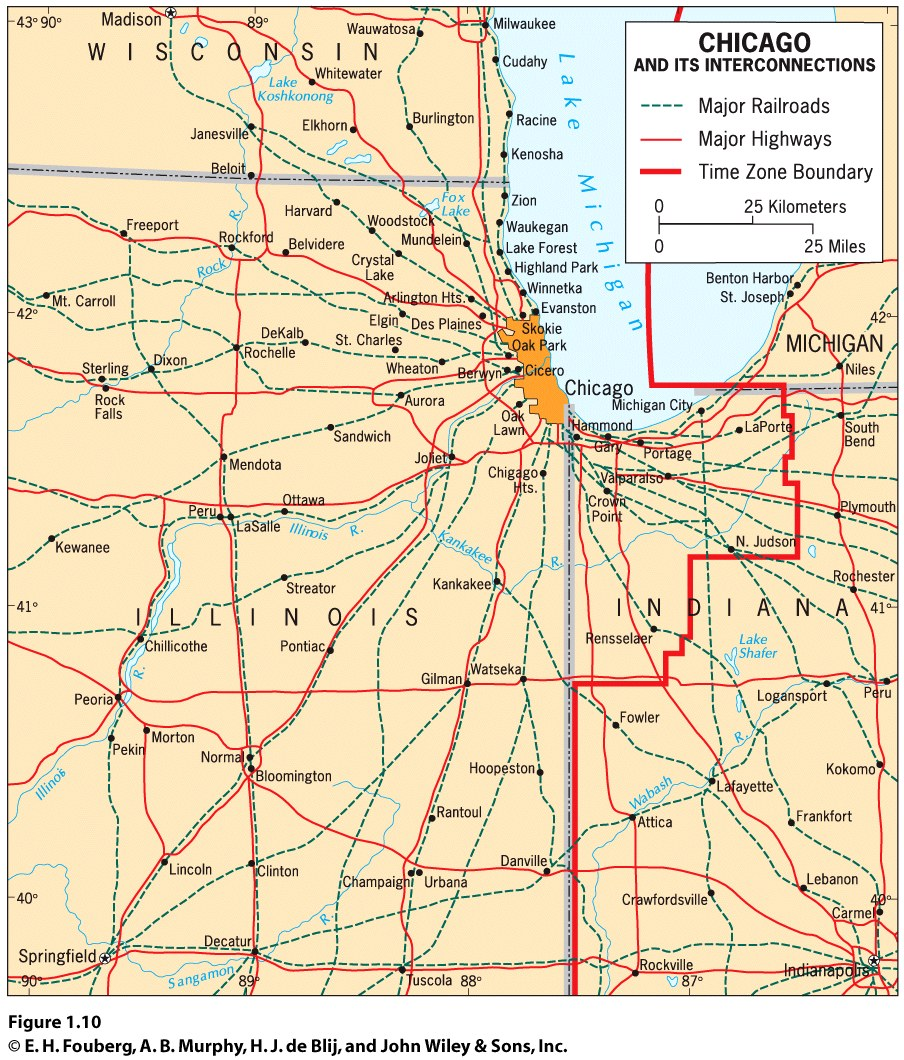 43°90°
Madison
89°
Milwaukee
Wauwatosa
WISCONSIN
Cudahy
Lake Michigan
CHICAGO
AND ITS INTERCONNECTIONS
Major Railroads
Major Highways
Time Zone Boundary
0 25 Kilometers
0 25 Miles
Whitewater
Lake
Koshkonong
Janesville
Elkhorn
Burlington
Racine
Kenosha
Beloit
Zion
R.
Harvard
Fox
Lake
Woodstock
Waukegan
Freeport
Mundelein
Lake Forest
Rockford
Belvidere
Crystal
Lake
Highland Park
Rock
Winnetka
Benton Harbor
St. Joseph
Mt. Carroll
Arlington Hts.
Evanston
42°
42°
Elgin
Des Plaines
Skokie
DeKalb
St. Charles
Oak Park
MICHIGAN
Rochelle
Dixon
Wheaton
Sterling
Berwyn
Cicero
Niles
Rock
Falls
Aurora
Chicago
Michigan City
Oak
Lawn
Hammond
LaPorte
South
Bend
Sandwich
Gary
Portage
Mendota
Joliet
Chigago
Hts.
Valparaiso
Crown
Point
Ottawa
Peru
LaSalle
Illinois R.
Plymouth
Kewanee
Kankakee
R.
N. Judson
Streator
Kankakee
Rochester
41°
41°
ILLINOIS
INDIANA
Chillicothe
Pontiac
Rensselaer
Lake
Shafer
R.
Gilman
Watseka
Peoria
Logansport
Peru
Fowler
Morton
Pekin
R.
Normal
Bloomington
Hoopeston
Kokomo
Illinois
Wabash
Lafayette
Rantoul
Attica
Frankfort
Lincoln
Clinton
Danville
Champaign
Urbana
Lebanon
40°
40°
Crawfordsville
Carmel
R.
Decatur
Springfield
Sangamon
Rockville
Indianapolis
90°
89°
Tuscola
88°
87°
Figure 1.10
© E. H. Fouberg, A. B. Murphy, H. J. de Blij, and John Wiley & Sons, Inc.